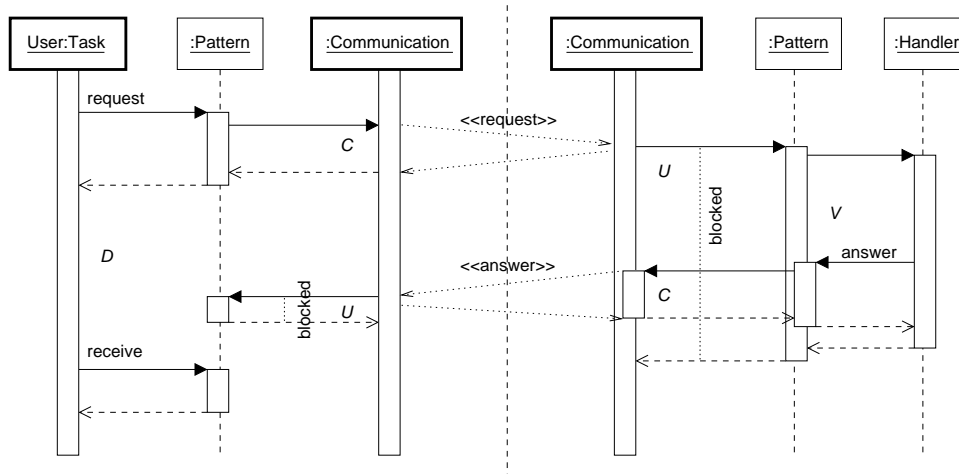 User:Task
:Pattern
:Communication
:Communication
:Pattern
:Handler
request
<<request>>
C
U
blocked
V
D
answer
<<answer>>
C
U
blocked
receive